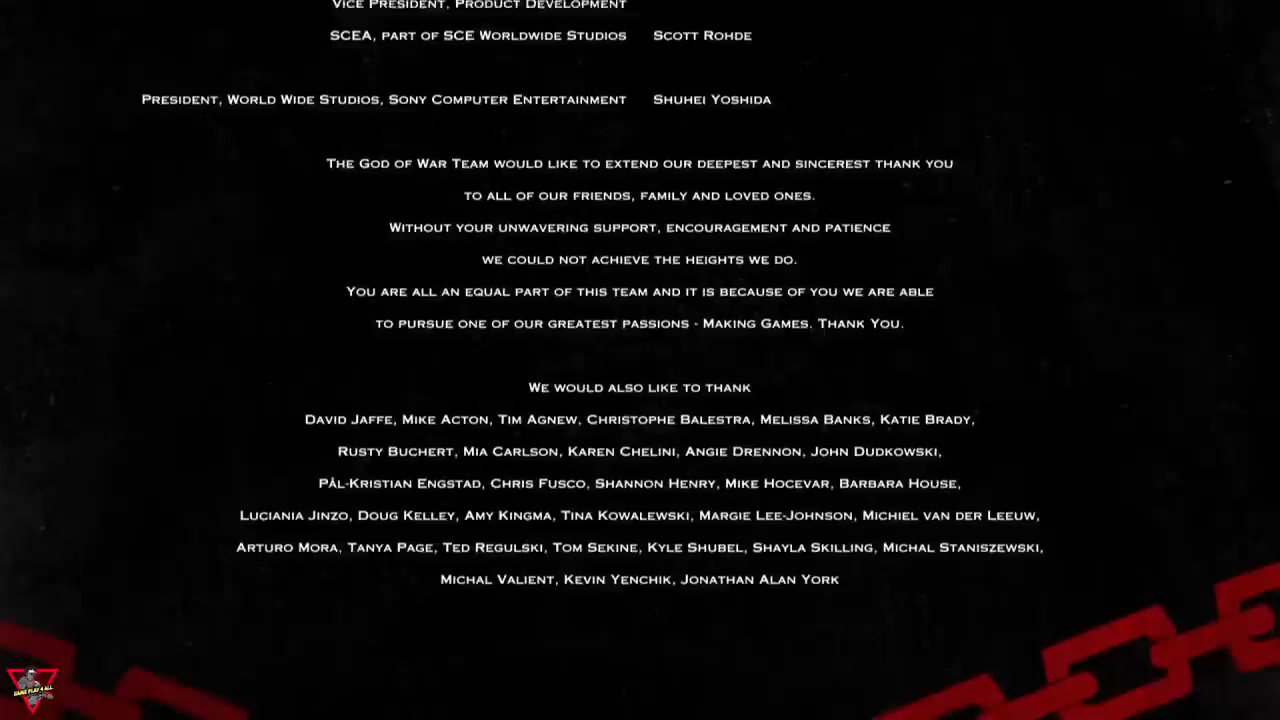 Vice President, Product Development
SCEA, part of SCE Worldwide Studios Scott Rohde
President, World Wide Studios, Sony Computer Entertainment Shuhei Yoshida
The God of War Team would like to extend our deepest and sincerest thank you
to all of our friends, family and loved ones.
Without your unwavering support, encouragement and patience
we could not achieve the heights we do.
You are all an equal part of this team and it is because of you we are able
to pursue one of our greatest passions - Making Games. Thank You.
We would also like to thank
David Jaffe, Mike Acton, Tim Agnew, Christophe Balestra, Melissa Banks, Katie Brady,
Rusty Buchert, Mia Carlson, Karen Chelini, Angie Drennon, John Dudkowski,
Pål-Kristian Engstad, Chris Fusco, Shannon Henry, Mike Hocevar, Barbara House,
Luciania Jinzo, Doug Kelley, Amy Kingma, Tina Kowalewski, Margie Lee-Johnson, Michiel van der Leeuw,
Arturo Mora, Tanya Page, Ted Regulski, Tom Sekine, Kyle Shubel, Shayla Skilling, Michal Staniszewski,
Michal Valient, Kevin Yenchik, Jonathan Alan York
GAME PLAY 4 ALL